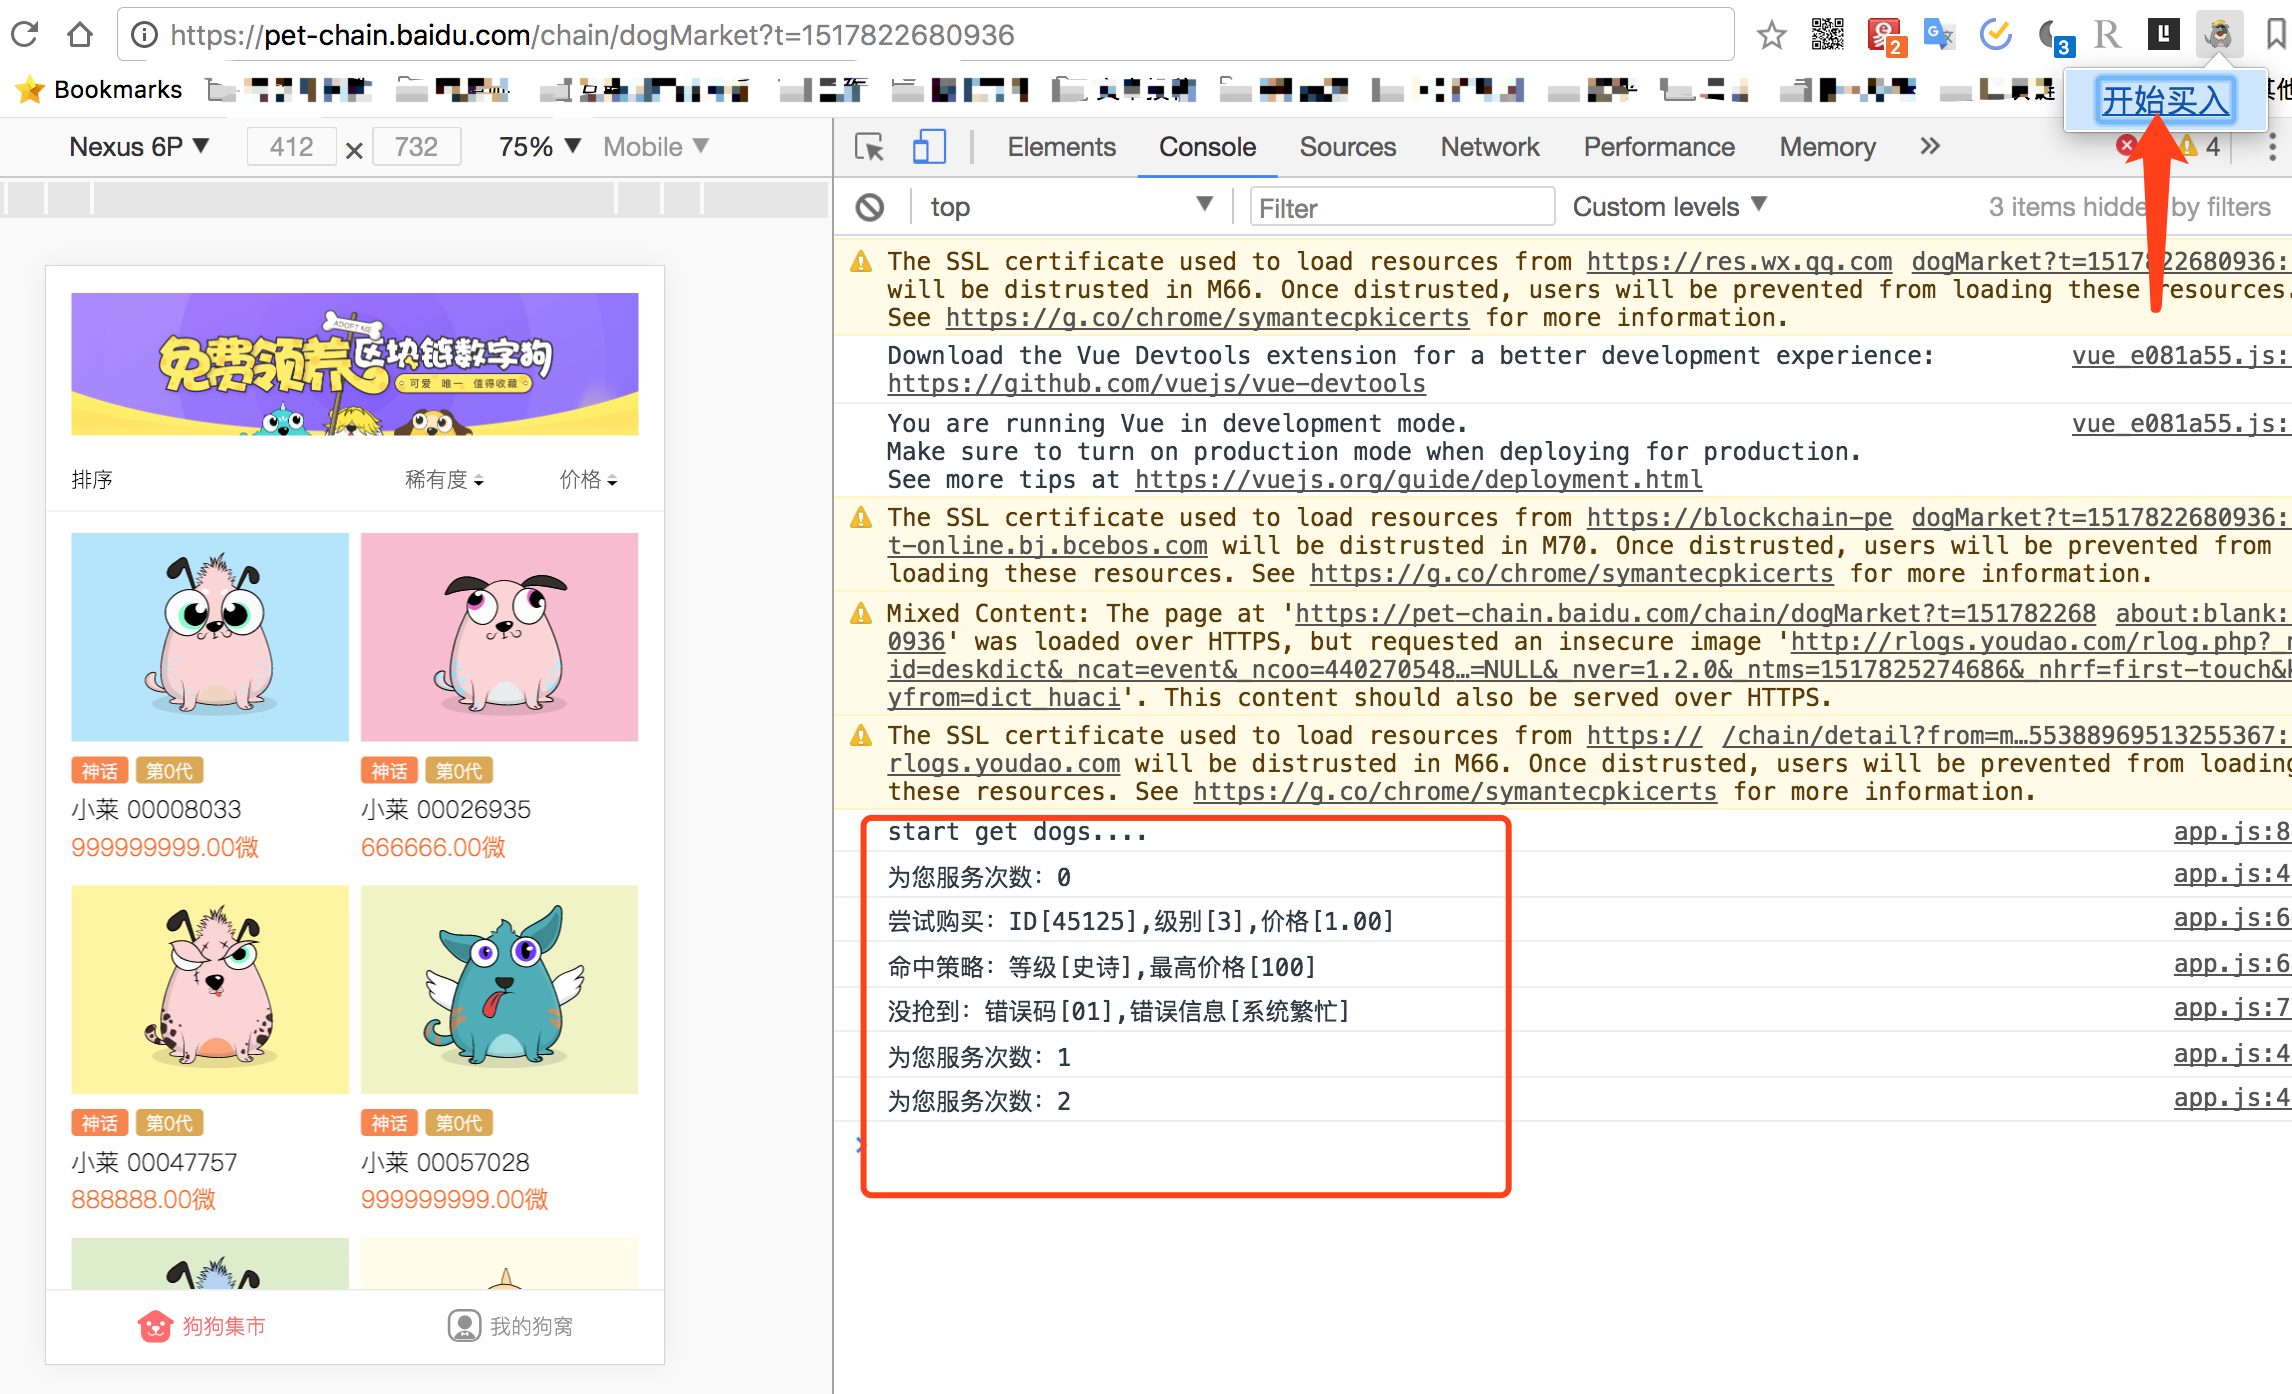 https://pet-chain.baidu.com/chain/dogMarket?t=1517822680936
2
3
R
Bookmarks
开始买入
Nexus 6P ▼ 412 × 732 75% ▼ Mobile ▼
Elements Console Sources Network Performance Memory » 4
top ▼ Filter Custom levels ▼ 3 items hidden by filters
ADOPT ME
免费领养区块链数字狗
可爱 唯一 值得收藏
排序 稀有度 价格
神话 第0代 神话 第0代
小莱 00008033 小莱 00026935
999999999.00微 666666.00微
神话 第0代 神话 第0代
小莱 00047757 小莱 00057028
888888.00微 999999999.00微
狗狗集市 我的狗窝
The SSL certificate used to load resources from https://res.wx.qq.com dogMarket?t=1517822680936:
will be distrusted in M66. Once distrusted, users will be prevented from loading these resources.
See https://g.co/chrome/symantecpkicerts for more information.
Download the Vue Devtools extension for a better development experience: vue_e081a55.js:
https://github.com/vuejs/vue-devtools
You are running Vue in development mode. vue_e081a55.js:
Make sure to turn on production mode when deploying for production.
See more tips at https://vuejs.org/guide/deployment.html
The SSL certificate used to load resources from https://blockchain-pe dogMarket?t=1517822680936:
t-online.bj.bcebos.com will be distrusted in M70. Once distrusted, users will be prevented from
loading these resources. See https://g.co/chrome/symantecpkicerts for more information.
Mixed Content: The page at 'https://pet-chain.baidu.com/chain/dogMarket?t=151782268 about:blank:
0936' was loaded over HTTPS, but requested an insecure image 'http://rlogs.youdao.com/rlog.php?_n
id=deskdict&_ncat=event&_ncoo=440270548…=NULL&_nver=1.2.0&_ntms=1517825274686&_nhrf=first-touch&k
yfrom=dict_huaci'. This content should also be served over HTTPS.
The SSL certificate used to load resources from https:// /chain/detail?from=m…55388969513255367:
rlogs.youdao.com will be distrusted in M66. Once distrusted, users will be prevented from loading
these resources. See https://g.co/chrome/symantecpkicerts for more information.
start get dogs.... app.js:8
为您服务次数: 0 app.js:4
尝试购买: ID[45125],级别[3],价格[1.00] app.js:6
命中策略: 等级[史诗],最高价格[100] app.js:6
没抢到: 错误码[01],错误信息[系统繁忙] app.js:7
为您服务次数: 1 app.js:4
为您服务次数: 2 app.js:4